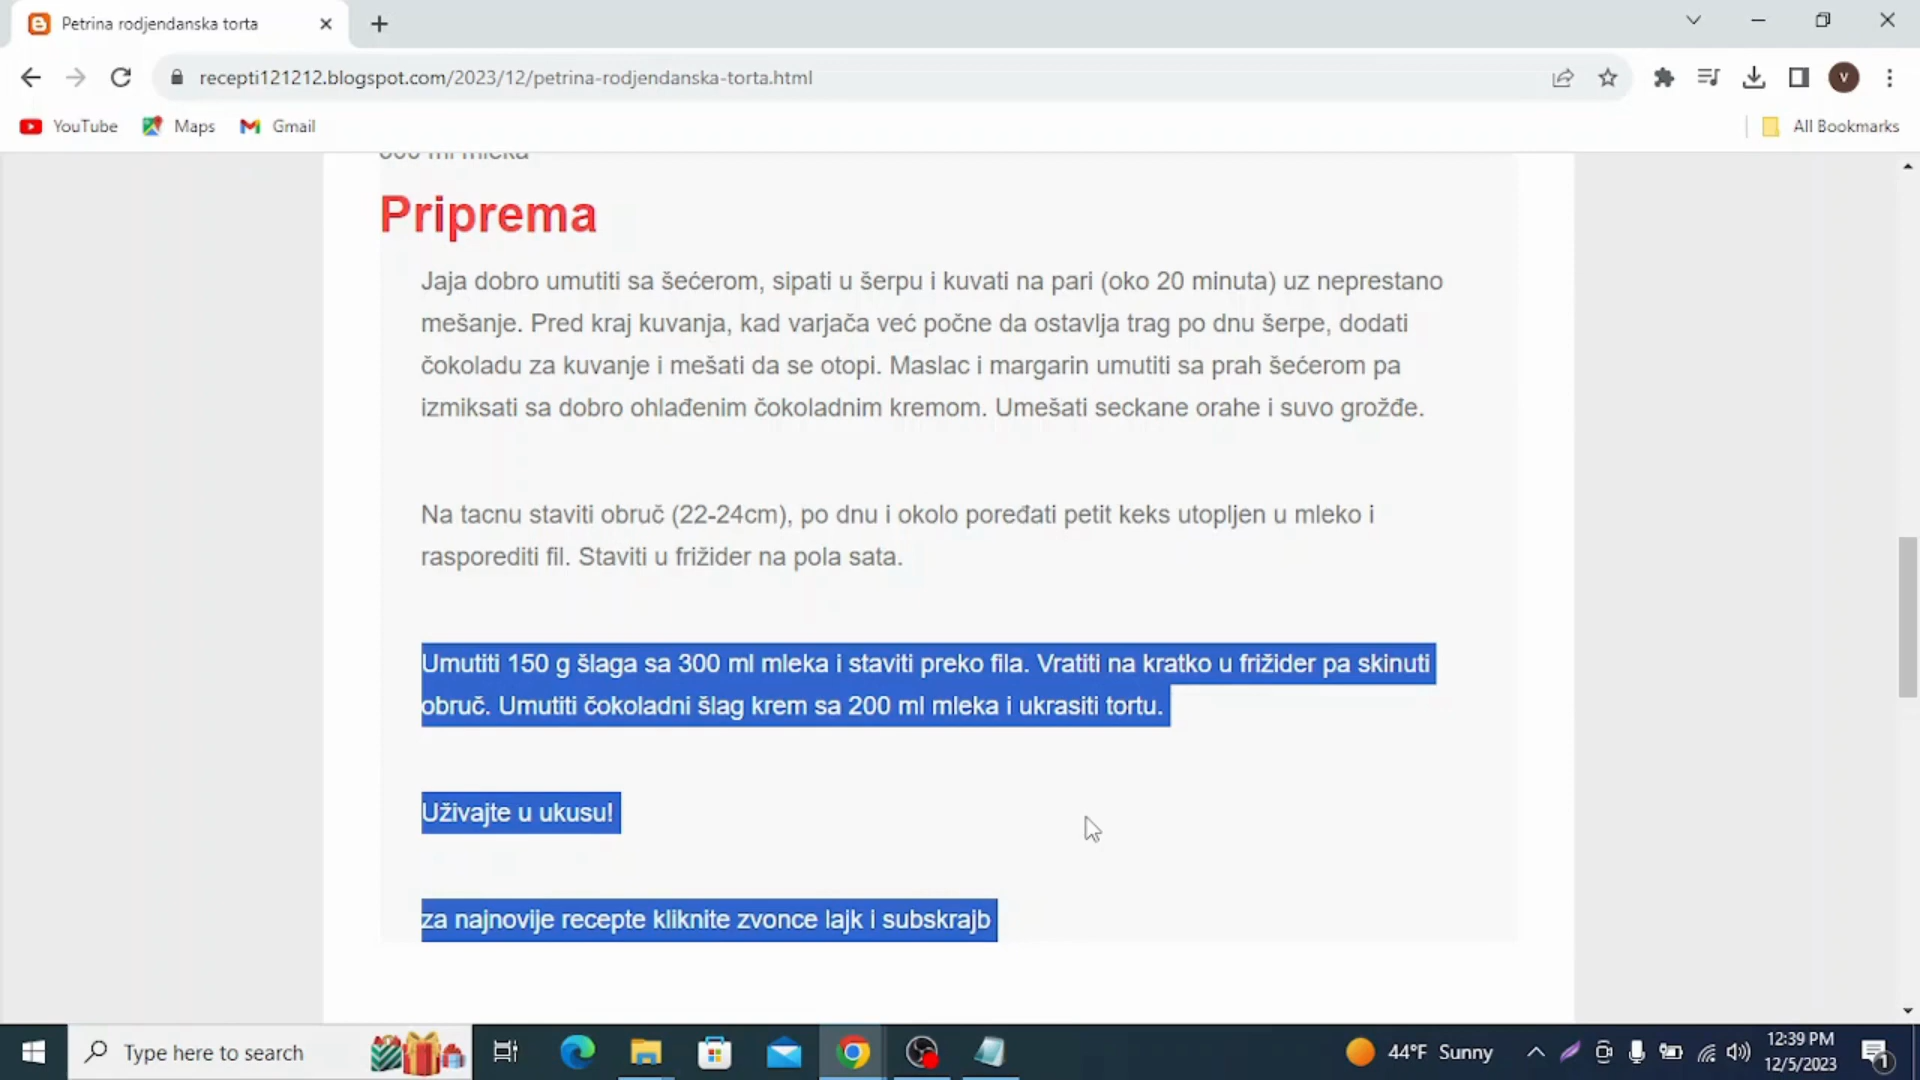 Petrina rodjendanska torta
recepti121212.blogspot.com/2023/12/petrina-rodjendanska-torta.html
V
YouTube
Maps
Gmail
All Bookmarks
Priprema
Jaja dobro umutiti sa šećerom, sipati u šerpu i kuvati na pari (oko 20 minuta) uz neprestano
mešanje. Pred kraj kuvanja, kad varjača već počne da ostavlja trag po dnu šerpe, dodati
čokoladu za kuvanje i mešati da se otopi. Maslac i margarin umutiti sa prah šećerom pa
izmiksati sa dobro ohlađenim čokoladnim kremom. Umešati seckane orahe i suvo grožđe.
Na tacnu staviti obruč (22-24cm), po dnu i okolo poređati petit keks utopljen u mleko i
rasporediti fil. Staviti u frižider na pola sata.
Umutiti 150 g šlaga sa 300 ml mleka i staviti preko fila. Vratiti na kratko u frižider pa skinuti
obruč. Umutiti čokoladni šlag krem sa 200 ml mleka i ukrasiti tortu.
Uživajte u ukusu!
za najnovije recepte kliknite zvonce lajk i subskrajb
Type here to search
44°F Sunny
12:39 PM
12/5/2023
1